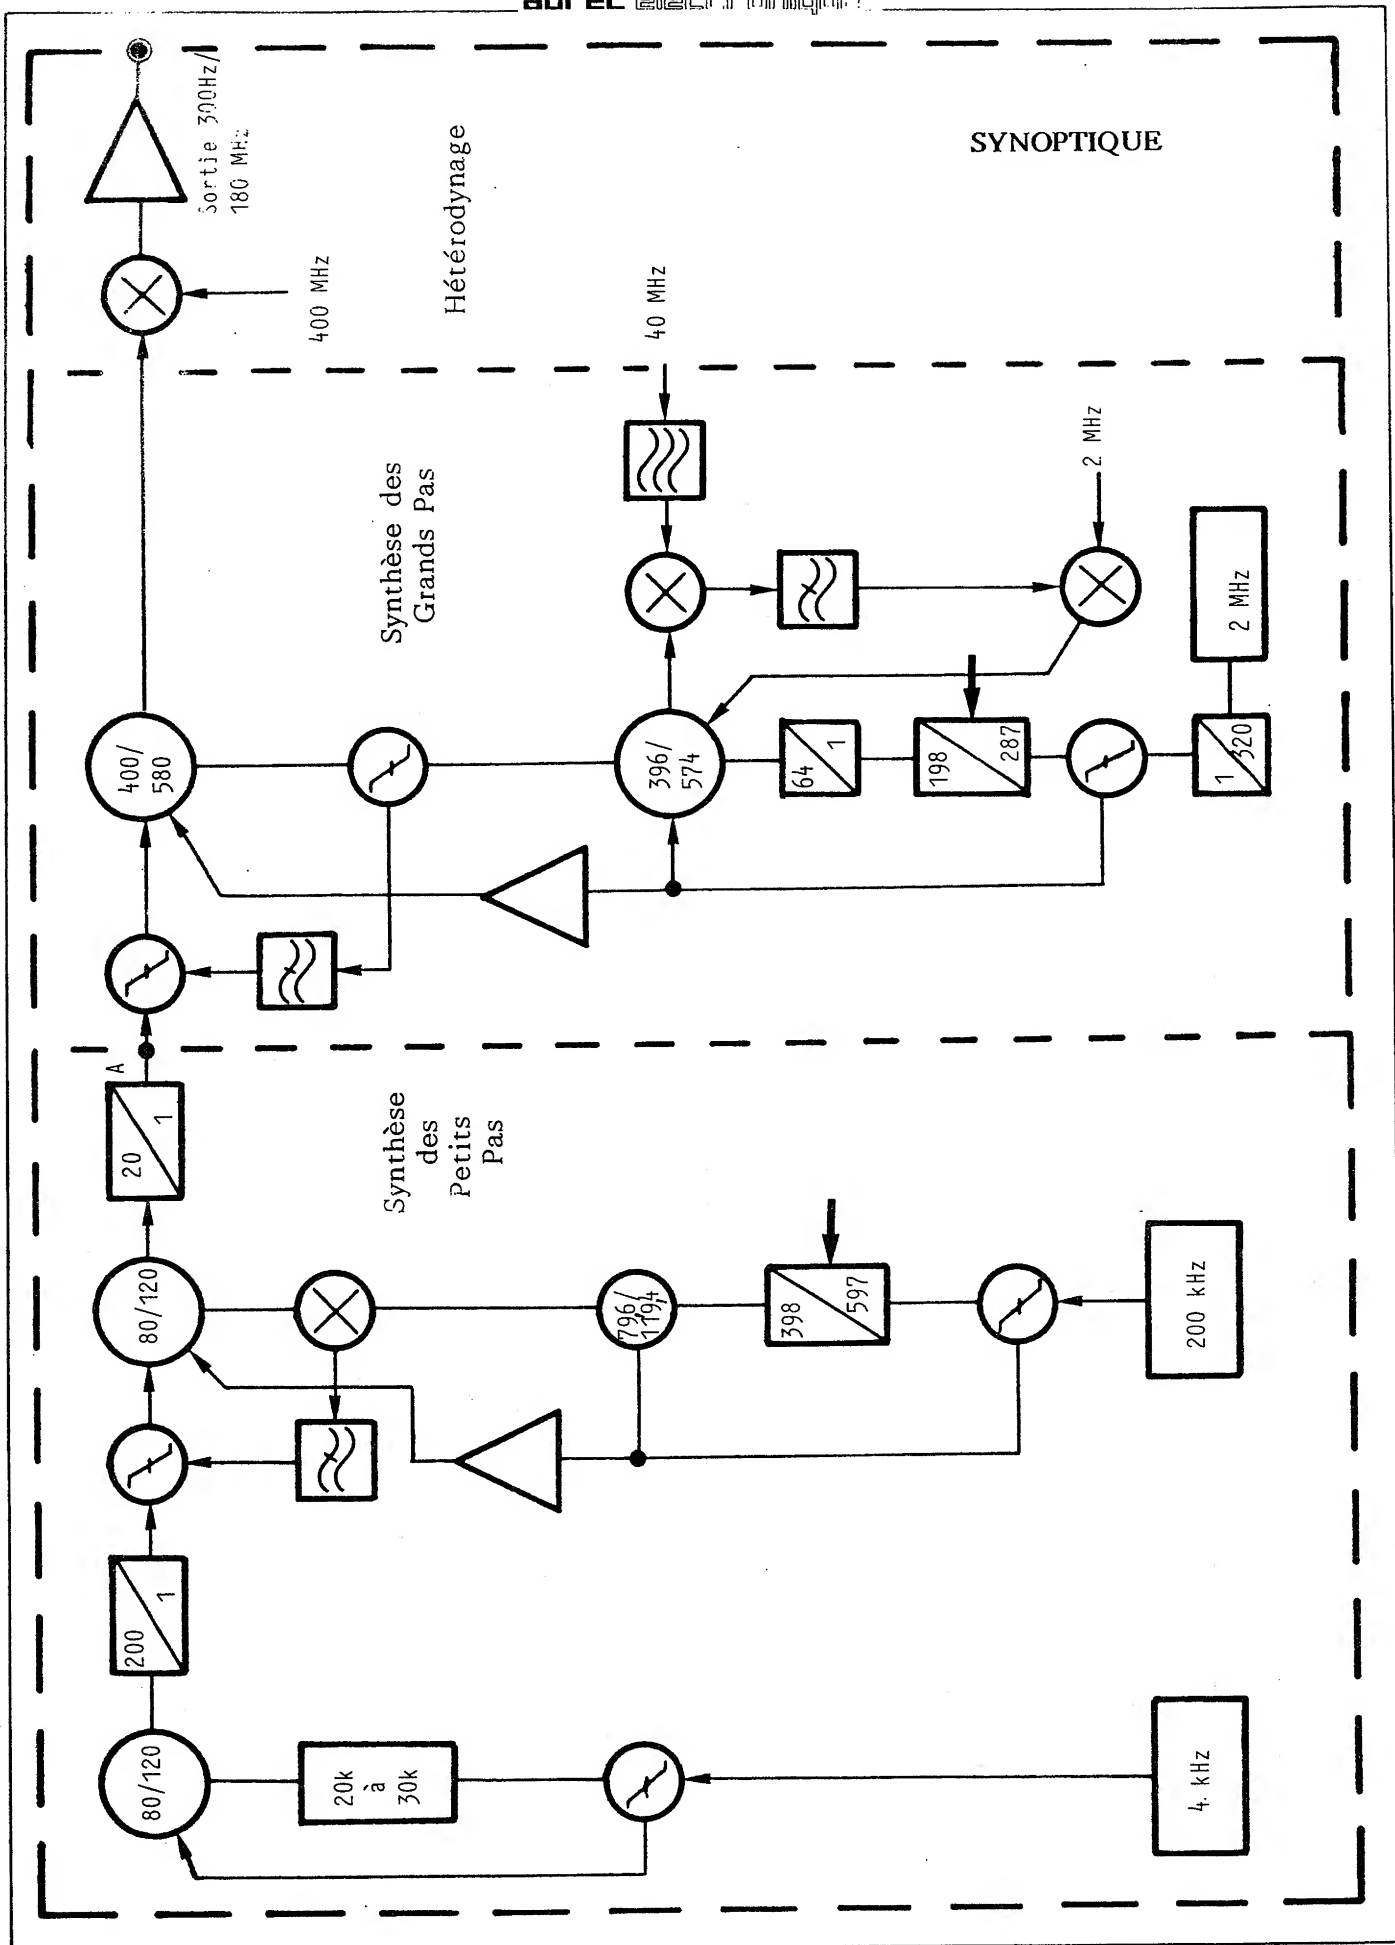 SYNOPTIQUE
Sortie 300Hz/
180 MHz
400 MHz
Hétérodynage
40 MHz
Synthèse des
Grands Pas
400/
580
396/
574
64
1
198
287
2 MHz
1
320
2 MHz
A
20
1
Synthèse
des
Petits
Pas
80/120
796/
1194
398
597
200 kHz
200
1
80/120
20k
à
30k
4. kHz